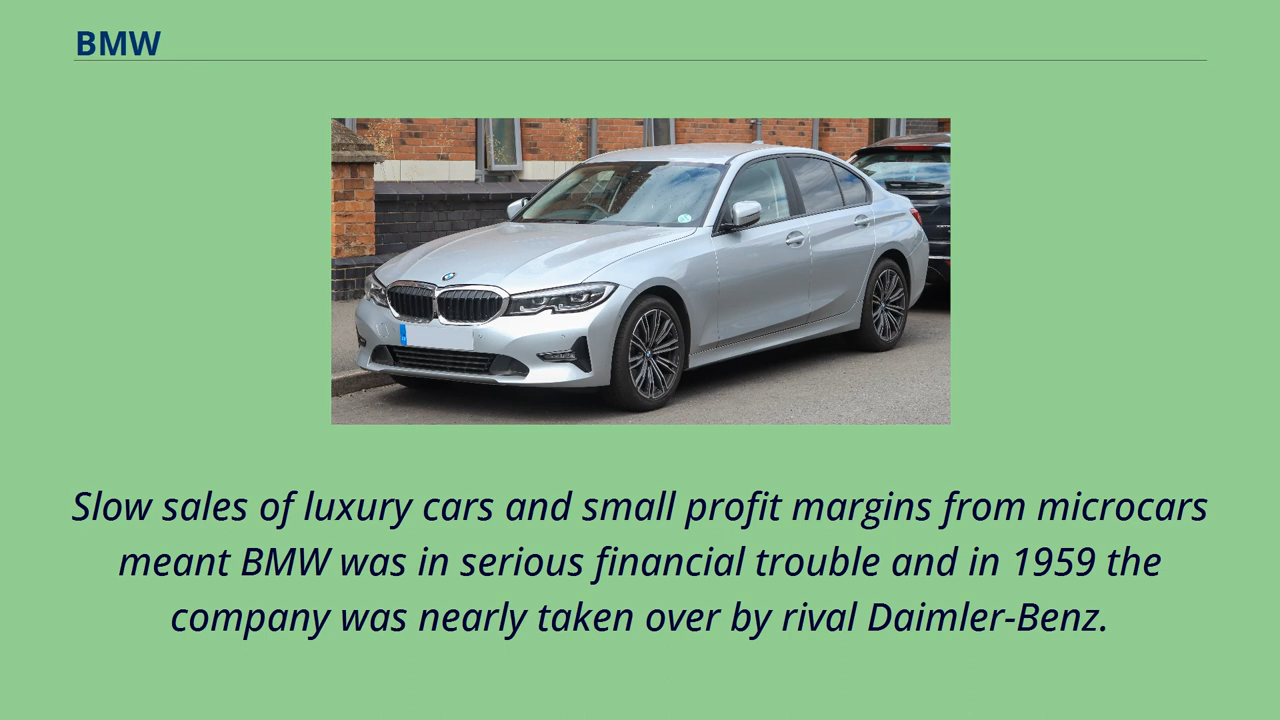 BMW
Slow sales of luxury cars and small profit margins from microcars
meant BMW was in serious financial trouble and in 1959 the
company was nearly taken over by rival Daimler-Benz.